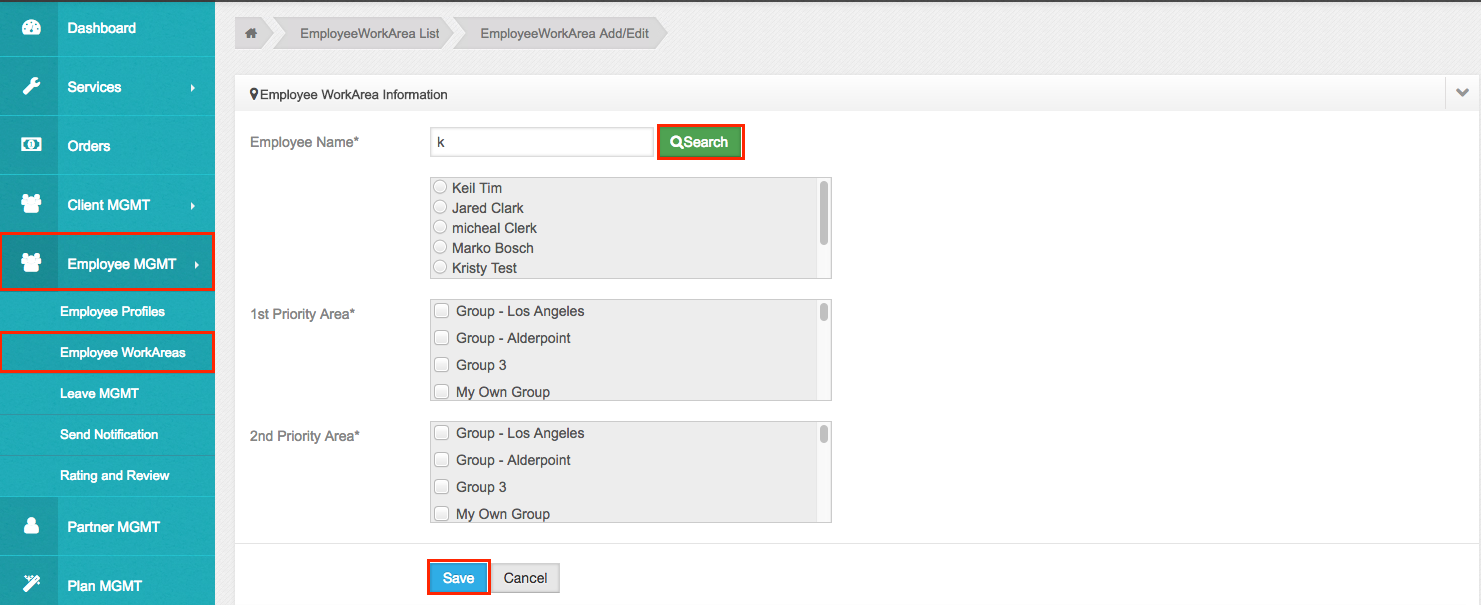 Dashboard
Services
Orders
Client MGMT
Employee MGMT
Employee Profiles
Employee WorkAreas
Leave MGMT
Send Notification
Rating and Review
Partner MGMT
Plan MGMT
EmployeeWorkArea List
EmployeeWorkArea Add/Edit
Employee WorkArea Information
Employee Name*
k
Search
Keil Tim
Jared Clark
micheal Clerk
Marko Bosch
Kristy Test
1st Priority Area*
Group - Los Angeles
Group - Alderpoint
Group 3
My Own Group
2nd Priority Area*
Group - Los Angeles
Group - Alderpoint
Group 3
My Own Group
Save
Cancel